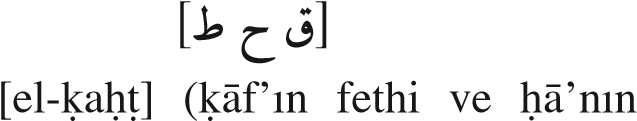 [ق ح ط]
[el-ḳaḥṭ] (ḳāf’ın fethi ve ḥā’nın